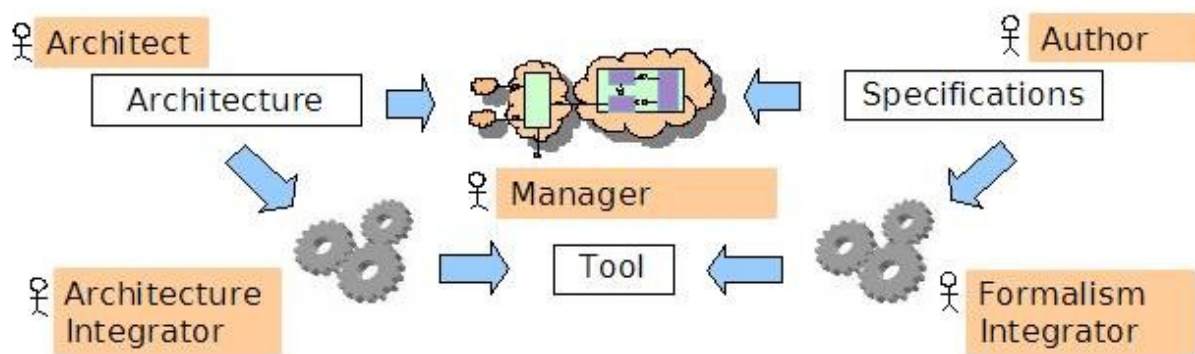 Architect
Author
Architecture
Specifications
Manager
Tool
Architecture
Integrator
Formalism
Integrator